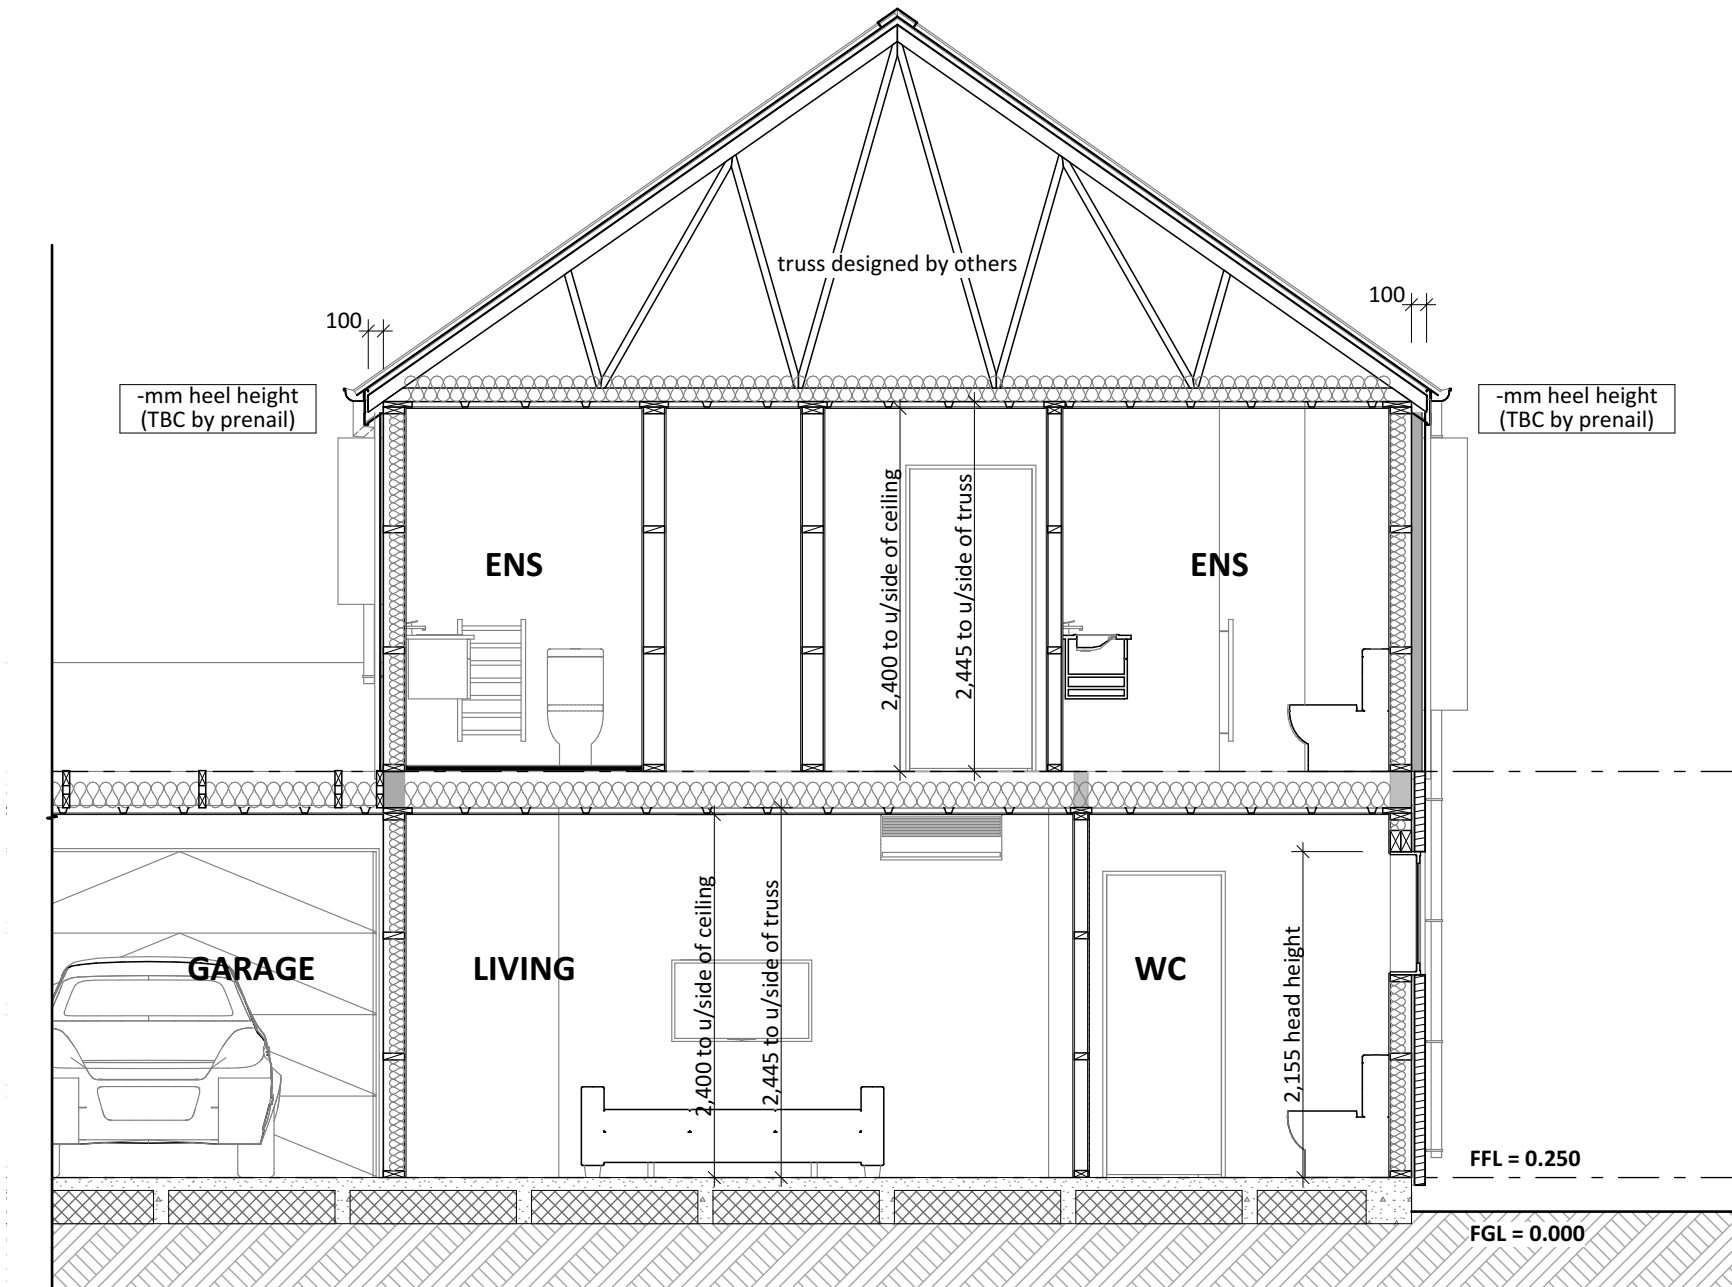 truss designed by others
100
100
-mm heel height
(TBC by prenail)
-mm heel height
(TBC by prenail)
ENS
2,400 to u/side of ceiling
2,445 to u/side of truss
ENS
GARAGE
LIVING
2,400 to u/side of ceiling
2,445 to u/side of truss
WC
2,155 head height
FFL = 0.250
FGL = 0.000